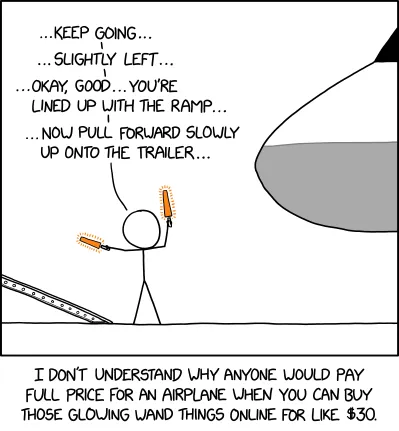 ...KEEP GOING...
...SLIGHTLY LEFT...
...OKAY, GOOD...YOU'RE
LINED UP WITH THE RAMP...
...NOW PULL FORWARD SLOWLY
UP ONTO THE TRAILER...
I DON'T UNDERSTAND WHY ANYONE WOULD PAY
FULL PRICE FOR AN AIRPLANE WHEN YOU CAN BUY
THOSE GLOWING WAND THINGS ONLINE FOR LIKE $30.